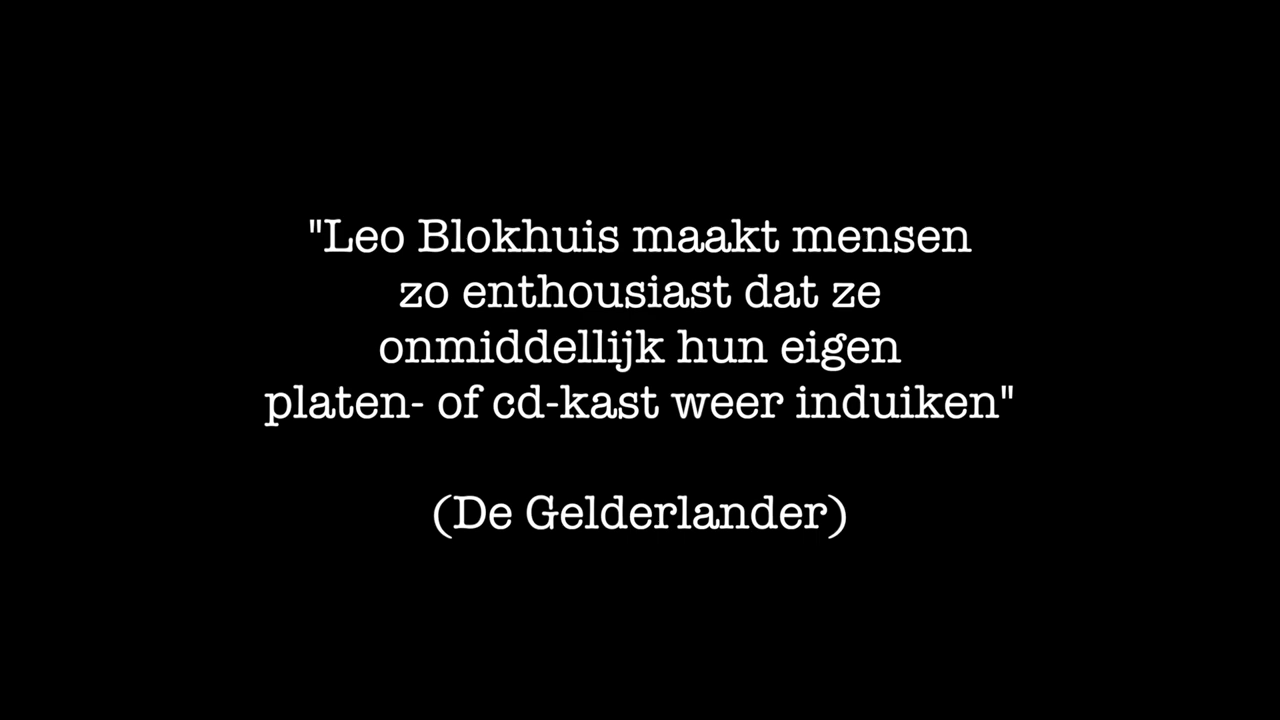 "Leo Blokhuis maakt mensen
zo enthousiast dat ze
onmiddellijk hun eigen
platen- of cd-kast weer induiken"
(De Gelderlander)